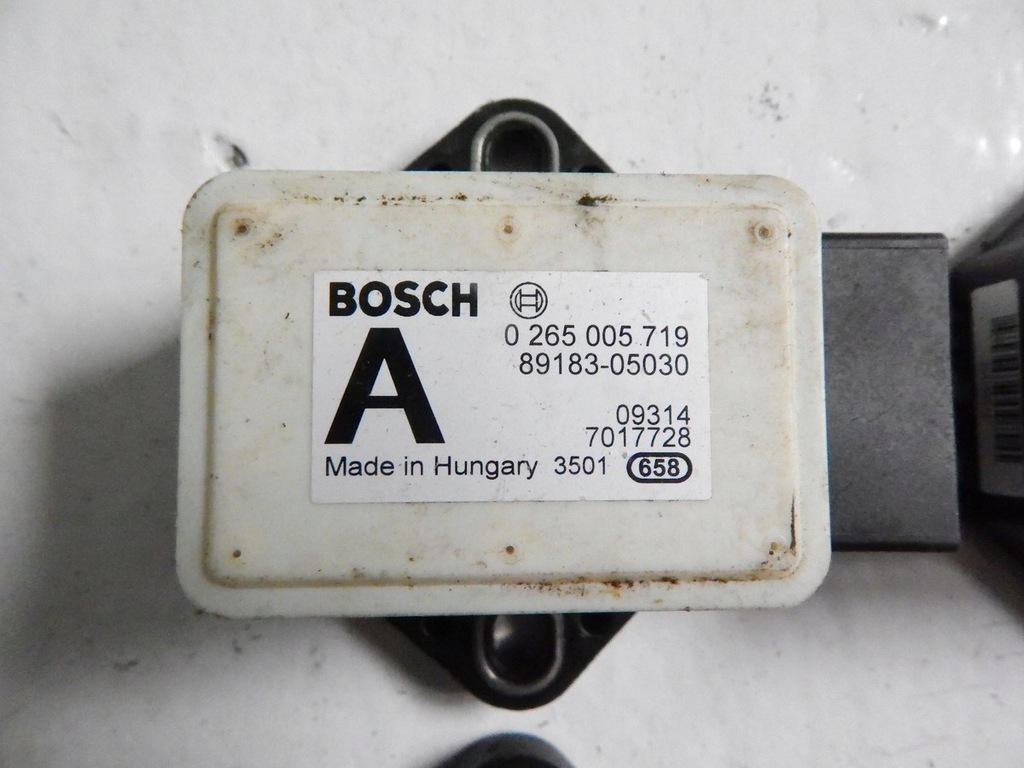 BOSCH
A
0 265 005 719
89183-05030
09314
7017728
Made in Hungary 3501 658